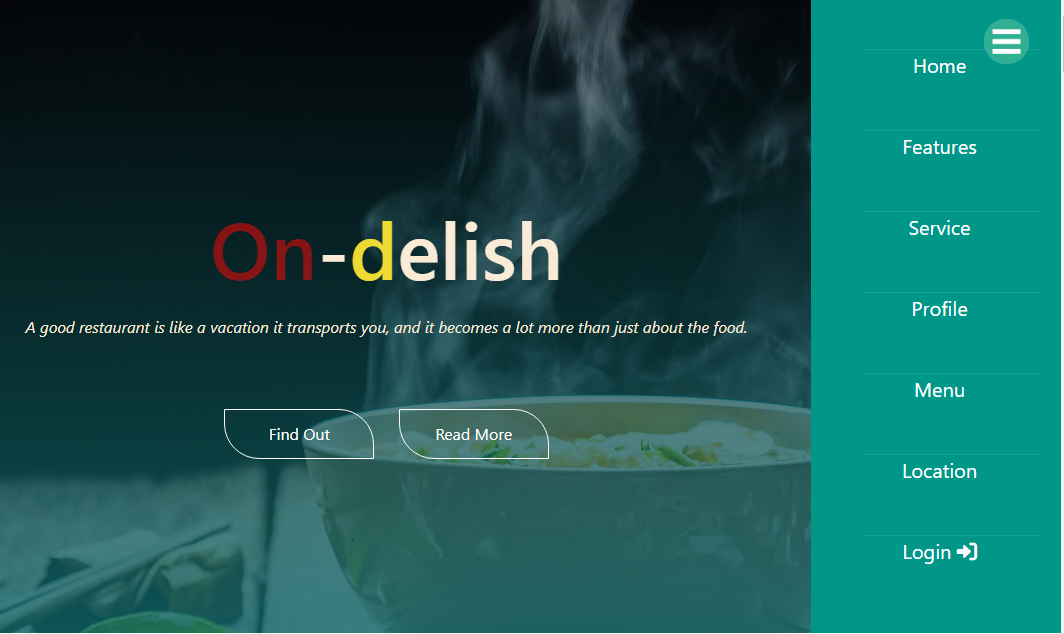 On-delish
A good restaurant is like a vacation it transports you, and it becomes a lot more than just about the food.
Find Out
Read More
Home
Features
Service
Profile
Menu
Location
Login